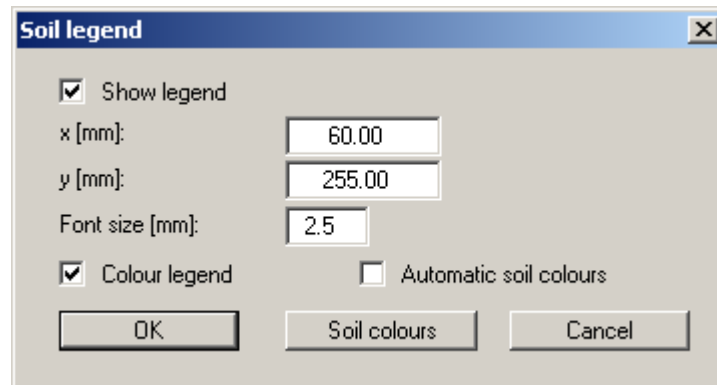 Soil legend
Show legend
x [mm]: 60.00
y [mm]: 255.00
Font size [mm]: 2.5
Colour legend Automatic soil colours
OK Soil colours Cancel